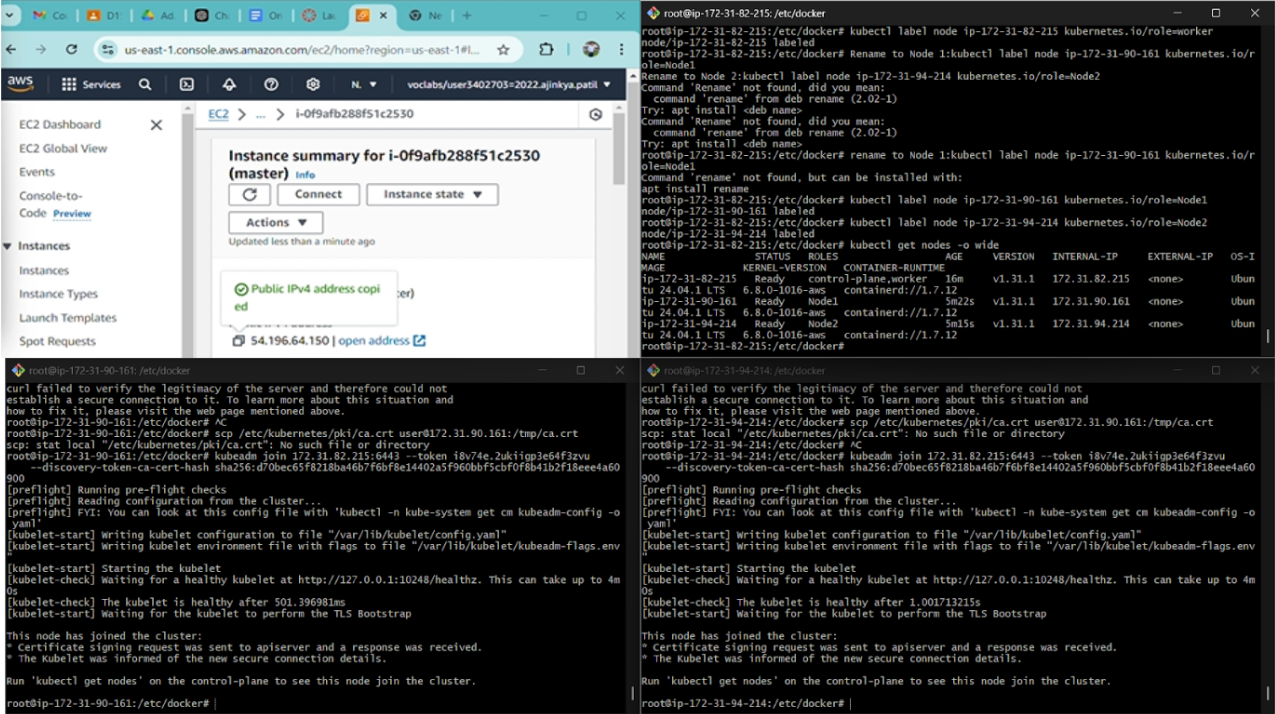 Co
D1
Ad.
Ch
On
Lau
Ne
us-east-1.console.aws.amazon.com/ec2/home?region=us-east-1#I...
aws
Services
N. ▼
voclabs/user3402703=2022.ajinkya.patil ▼
EC2 Dashboard
EC2 Global View
Events
Console-to-
Code Preview
Instances
Instances
Instance Types
Launch Templates
Spot Requests
EC2 > ... > i-0f9afb288f51c2530
Instance summary for i-0f9afb288f51c2530
(master) Info
Connect
Instance state ▼
Actions ▼
Updated less than a minute ago
Public IPv4 address copi
ed
54.196.64.150 | open address
root@ip-172-31-82-215: /etc/docker
root@ip-172-31-82-215:/etc/docker# kubectl label node ip-172-31-82-215 kubernetes.io/role=worker
node/ip-172-31-82-215 labeled
root@ip-172-31-82-215:/etc/docker# Rename to Node 1:kubectl label node ip-172-31-90-161 kubernetes.io/r
ole=Node1
Rename to Node 2:kubectl label node ip-172-31-94-214 kubernetes.io/role=Node2
Command 'Rename' not found, did you mean:
command 'rename' from deb rename (2.02-1)
Try: apt install <deb name>
Command 'Rename' not found, did you mean:
command 'rename' from deb rename (2.02-1)
Try: apt install <deb name>
root@ip-172-31-82-215:/etc/docker# rename to Node 1:kubectl label node ip-172-31-90-161 kubernetes.io/r
ole=Node1
Command 'rename' not found, but can be installed with:
apt install rename
root@ip-172-31-82-215:/etc/docker# kubectl label node ip-172-31-90-161 kubernetes.io/role=Node1
node/ip-172-31-90-161 labeled
root@ip-172-31-82-215:/etc/docker# kubectl label node ip-172-31-94-214 kubernetes.io/role=Node2
node/ip-172-31-94-214 labeled
root@ip-172-31-82-215:/etc/docker# kubectl get nodes -o wide
NAME STATUS ROLES AGE VERSION INTERNAL-IP EXTERNAL-IP OS-I
MAGE KERNEL-VERSION CONTAINER-RUNTIME
ip-172-31-82-215 Ready control-plane,worker 16m v1.31.1 172.31.82.215 <none> Ubun
tu 24.04.1 LTS 6.8.0-1016-aws containerd://1.7.12
ip-172-31-90-161 Ready Node1 5m22s v1.31.1 172.31.90.161 <none> Ubun
tu 24.04.1 LTS 6.8.0-1016-aws containerd://1.7.12
ip-172-31-94-214 Ready Node2 5m15s v1.31.1 172.31.94.214 <none> Ubun
tu 24.04.1 LTS 6.8.0-1016-aws containerd://1.7.12
root@ip-172-31-82-215:/etc/docker#
root@ip-172-31-90-161: /etc/docker
curl failed to verify the legitimacy of the server and therefore could not
establish a secure connection to it. To learn more about this situation and
how to fix it, please visit the web page mentioned above.
root@ip-172-31-90-161:/etc/docker# ^C
root@ip-172-31-90-161:/etc/docker# scp /etc/kubernetes/pki/ca.crt user@172.31.90.161:/tmp/ca.crt
scp: stat local "/etc/kubernetes/pki/ca.crt": No such file or directory
root@ip-172-31-90-161:/etc/docker# kubeadm join 172.31.82.215:6443 --token i8v74e.2ukiigp3e64f3zvu
--discovery-token-ca-cert-hash sha256:d70bec65f8218ba46b7f6bf8e14402a5f960bbf5cbf0f8b41b2f18eee4a60
900
[preflight] Running pre-flight checks
[preflight] Reading configuration from the cluster...
[preflight] FYI: You can look at this config file with 'kubectl -n kube-system get cm kubeadm-config -o
yaml'
[kubelet-start] Writing kubelet configuration to file "/var/lib/kubelet/config.yaml"
[kubelet-start] Writing kubelet environment file with flags to file "/var/lib/kubelet/kubeadm-flags.env
"
[kubelet-start] Starting the kubelet
[kubelet-check] Waiting for a healthy kubelet at http://127.0.0.1:10248/healthz. This can take up to 4m
0s
[kubelet-check] The kubelet is healthy after 501.396981ms
[kubelet-start] Waiting for the kubelet to perform the TLS Bootstrap
This node has joined the cluster:
* Certificate signing request was sent to apiserver and a response was received.
* The Kubelet was informed of the new secure connection details.
Run 'kubectl get nodes' on the control-plane to see this node join the cluster.
root@ip-172-31-90-161:/etc/docker#
root@ip-172-31-94-214: /etc/docker
curl failed to verify the legitimacy of the server and therefore could not
establish a secure connection to it. To learn more about this situation and
how to fix it, please visit the web page mentioned above.
root@ip-172-31-94-214:/etc/docker# scp /etc/kubernetes/pki/ca.crt user@172.31.90.161:/tmp/ca.crt
scp: stat local "/etc/kubernetes/pki/ca.crt": No such file or directory
root@ip-172-31-94-214:/etc/docker# ^C
root@ip-172-31-94-214:/etc/docker# kubeadm join 172.31.82.215:6443 --token i8v74e.2ukiigp3e64f3zvu
--discovery-token-ca-cert-hash sha256:d70bec65f8218ba46b7f6bf8e14402a5f960bbf5cbf0f8b41b2f18eee4a60
900
[preflight] Running pre-flight checks
[preflight] Reading configuration from the cluster...
[preflight] FYI: You can look at this config file with 'kubectl -n kube-system get cm kubeadm-config -o
yaml'
[kubelet-start] Writing kubelet configuration to file "/var/lib/kubelet/config.yaml"
[kubelet-start] Writing kubelet environment file with flags to file "/var/lib/kubelet/kubeadm-flags.env
"
[kubelet-start] Starting the kubelet
[kubelet-check] Waiting for a healthy kubelet at http://127.0.0.1:10248/healthz. This can take up to 4m
0s
[kubelet-check] The kubelet is healthy after 1.001713215s
[kubelet-start] Waiting for the kubelet to perform the TLS Bootstrap
This node has joined the cluster:
* Certificate signing request was sent to apiserver and a response was received.
* The Kubelet was informed of the new secure connection details.
Run 'kubectl get nodes' on the control-plane to see this node join the cluster.
root@ip-172-31-94-214:/etc/docker#